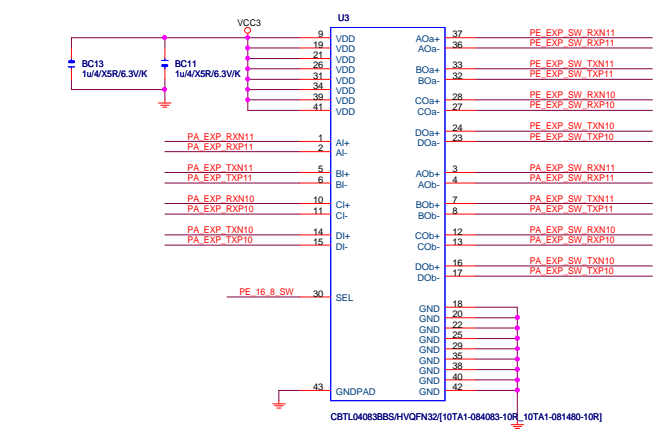 VCC3
U3
BC13
1u/4/X5R/6.3V/K
BC11
1u/4/X5R/6.3V/K
9 VDD
19 VDD
21 VDD
26 VDD
31 VDD
34 VDD
39 VDD
41 VDD
PA_EXP_RXN11 1 AI+
PA_EXP_RXP11 2 AI-
PA_EXP_TXN11 5 BI+
PA_EXP_TXP11 6 BI-
PA_EXP_RXN10 10 CI+
PA_EXP_RXP10 11 CI-
PA_EXP_TXN10 14 DI+
PA_EXP_TXP10 15 DI-
PE_16_8_SW 30 SEL
43 GNDPAD
AOa+ 37 PE_EXP_SW_RXN11
AOa- 36 PE_EXP_SW_RXP11
BOa+ 33 PE_EXP_SW_TXN11
BOa- 32 PE_EXP_SW_TXP11
COa+ 28 PE_EXP_SW_RXN10
COa- 27 PE_EXP_SW_RXP10
DOa+ 24 PE_EXP_SW_TXN10
DOa- 23 PE_EXP_SW_TXP10
AOb+ 3 PA_EXP_SW_RXN11
AOb- 4 PA_EXP_SW_RXP11
BOb+ 7 PA_EXP_SW_TXN11
BOb- 8 PA_EXP_SW_TXP11
COb+ 12 PA_EXP_SW_RXN10
COb- 13 PA_EXP_SW_RXP10
DOb+ 16 PA_EXP_SW_TXN10
DOb- 17 PA_EXP_SW_TXP10
GND 18
GND 20
GND 22
GND 25
GND 29
GND 35
GND 38
GND 40
GND 42
CBTL04083BBS/HVQFN32/[10TA1-084083-10R_10TA1-081480-10R]